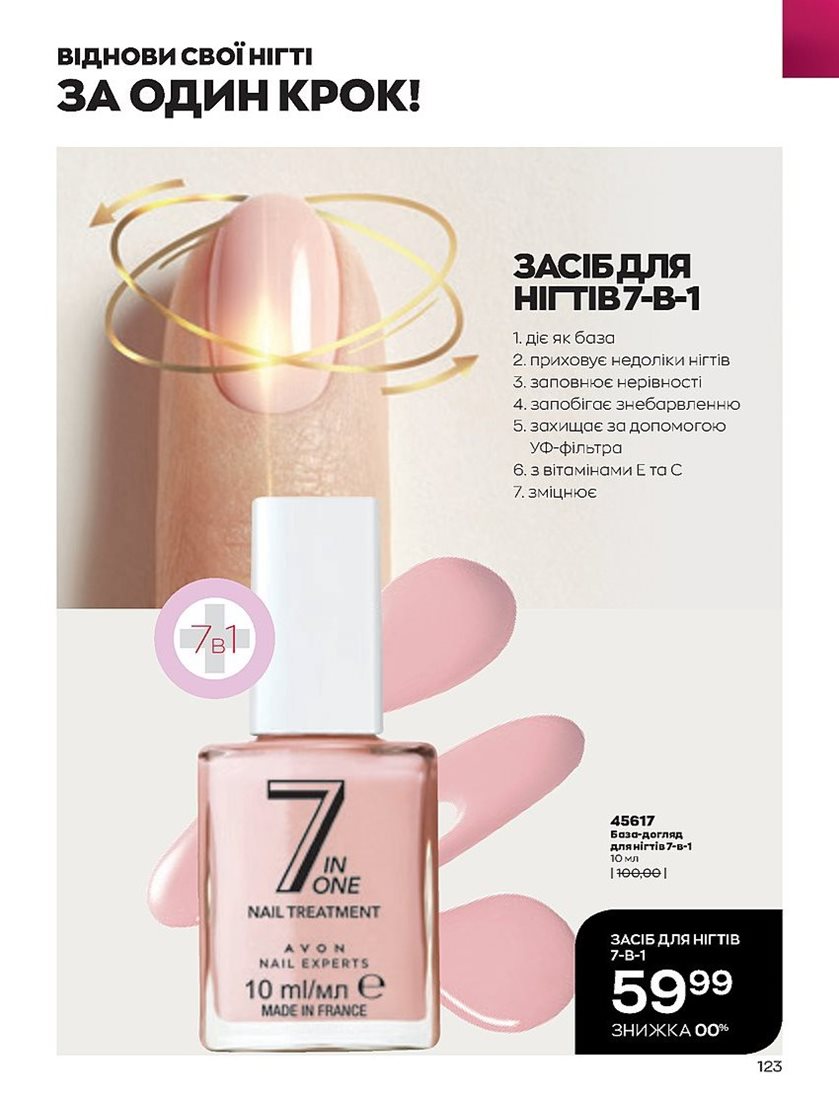 ВІДНОВИ СВОЇ НІГТІ
ЗА ОДИН КРОК!
ЗАСІБ ДЛЯ
НІГТІВ 7-В-1
1. діє як база
2. приховує недоліки нігтів
3. заповнює нерівності
4. запобігає знебарвленню
5. захищає за допомогою
УФ-фільтра
6. з вітамінами Е та С
7. зміцнює
7в1
7 IN
ONE
NAIL TREATMENT
AVON
NAIL EXPERTS
10 ml/мл e
MADE IN FRANCE
45617
База-догляд
для нігтів 7-в-1
10 мл
| 100,00 |
ЗАСІБ ДЛЯ НІГТІВ
7-В-1
59 99
ЗНИЖКА 00%
123